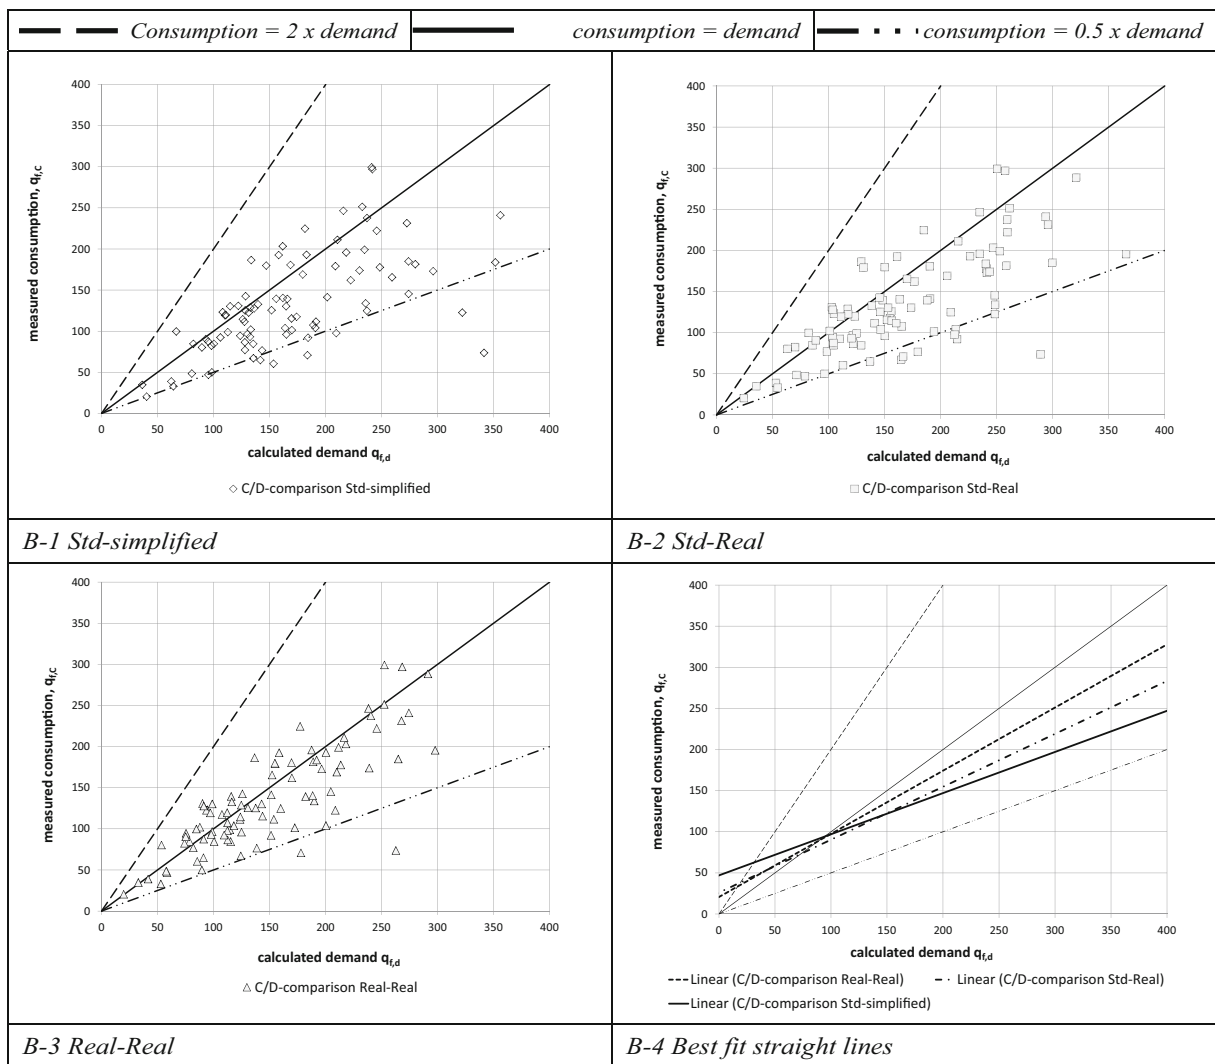 Consumption = 2 x demand
consumption = demand
consumption = 0.5 x demand
400
350
300
250
200
150
100
50
0
measured consumption, qf,C
0 50 100 150 200 250 300 350 400
calculated demand qf,d
C/D-comparison Std-simplified
B-1 Std-simplified
400
350
300
250
200
150
100
50
0
measured consumption, qf,C
0 50 100 150 200 250 300 350 400
calculated demand qf,d
C/D-comparison Std-Real
B-2 Std-Real
400
350
300
250
200
150
100
50
0
measured consumption, qf,C
0 50 100 150 200 250 300 350 400
calculated demand qf,d
C/D-comparison Real-Real
B-3 Real-Real
400
350
300
250
200
150
100
50
0
measured consumption, qf,C
0 50 100 150 200 250 300 350 400
calculated demand qf,d
Linear (C/D-comparison Real-Real)
Linear (C/D-comparison Std-Real)
Linear (C/D-comparison Std-simplified)
B-4 Best fit straight lines